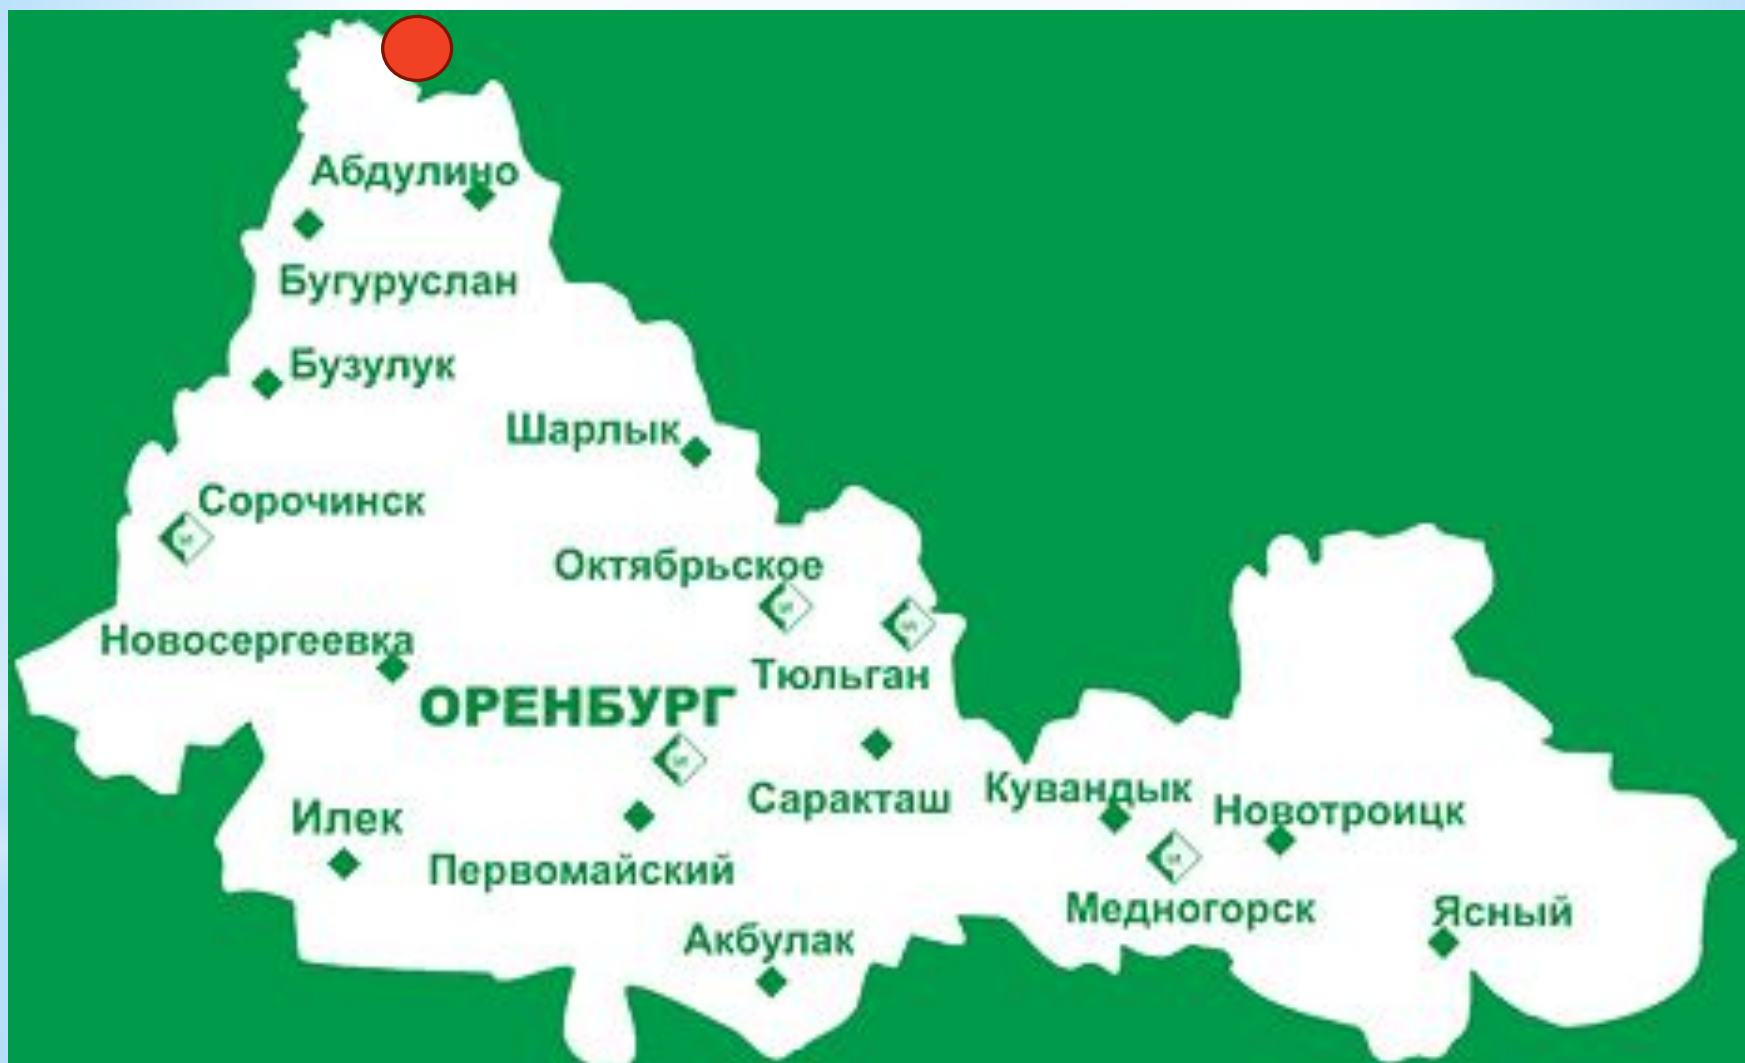 Абдулино
Бугуруслан
Бузулук
Шарлык
Сорочинск
Октябрьское
Новосергеевка
Тюльган
ОРЕНБУРГ
Саракташ
Кувандык
Новотроицк
Илек
Первомайский
Медногорск
Ясный
Акбулак